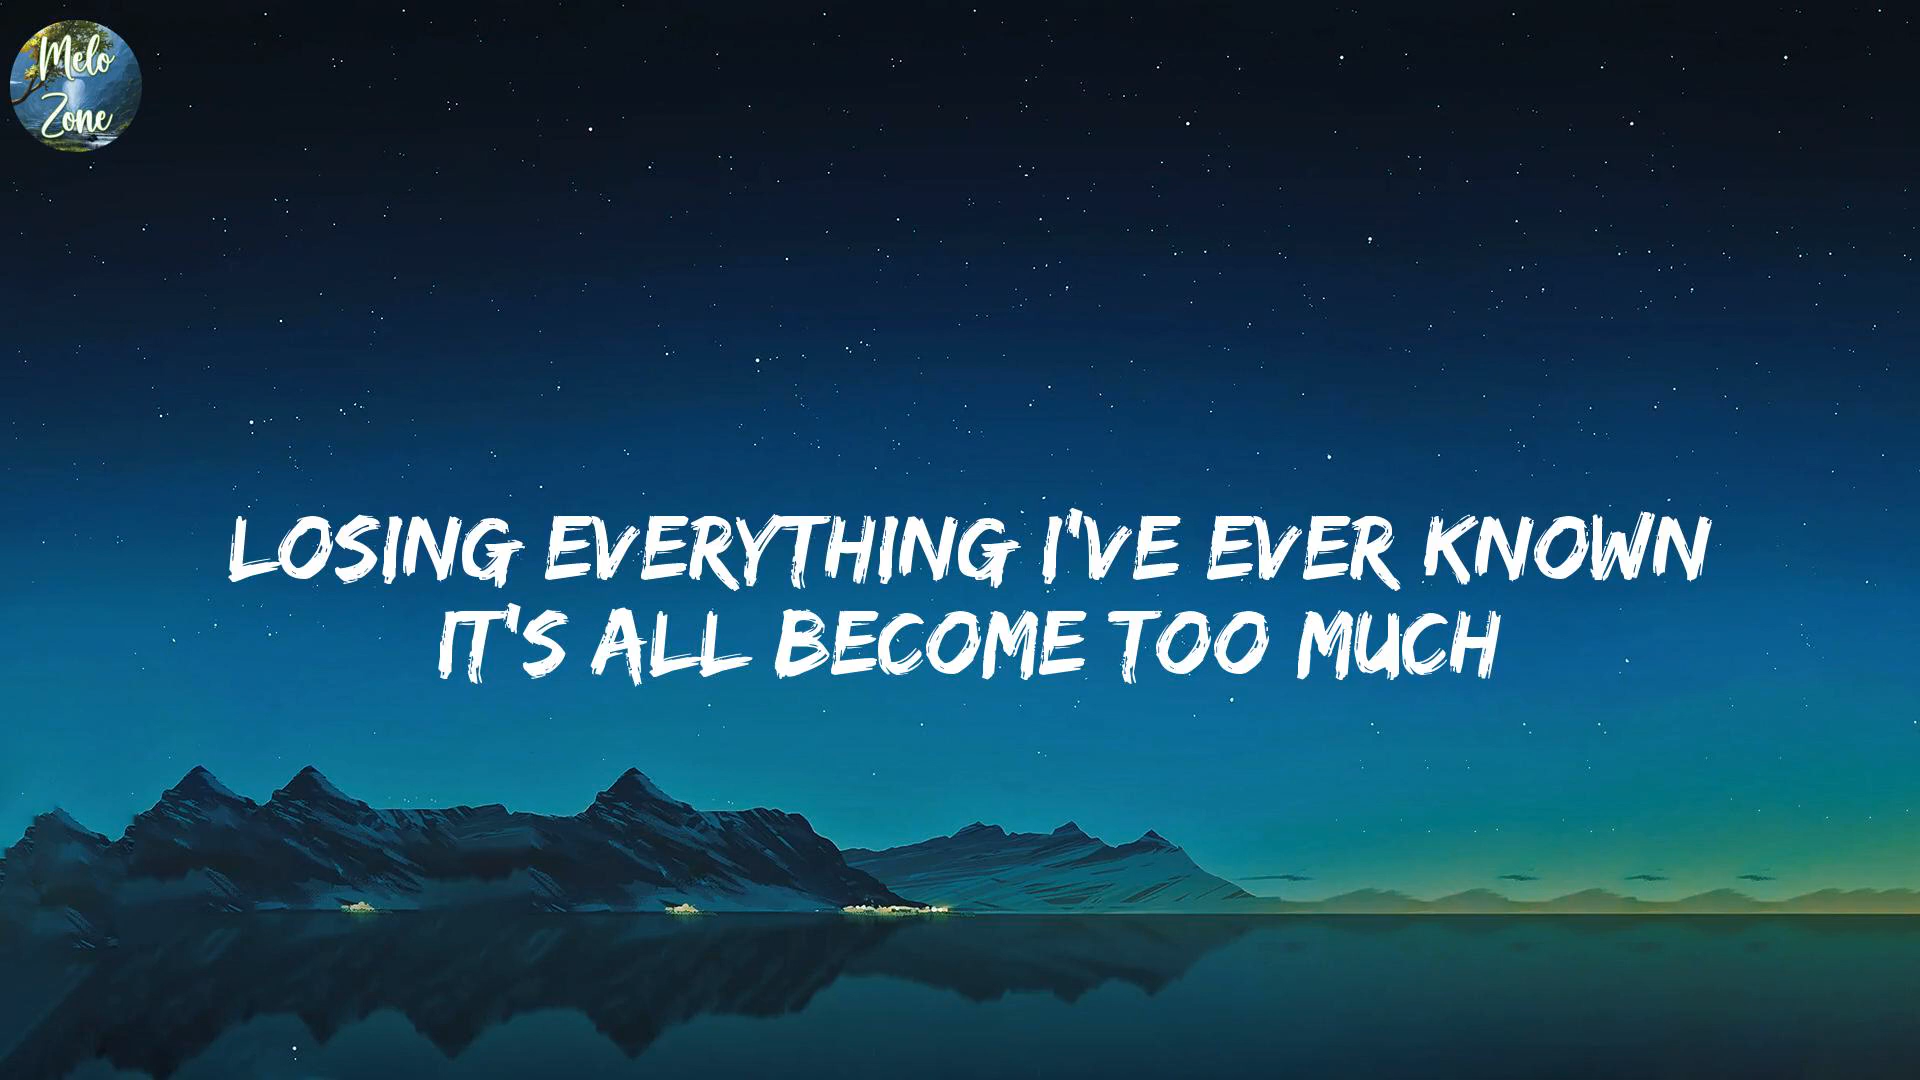 Melo
Zone
LOSING EVERYTHING I'VE EVER KNOWN
IT'S ALL BECOME TOO MUCH